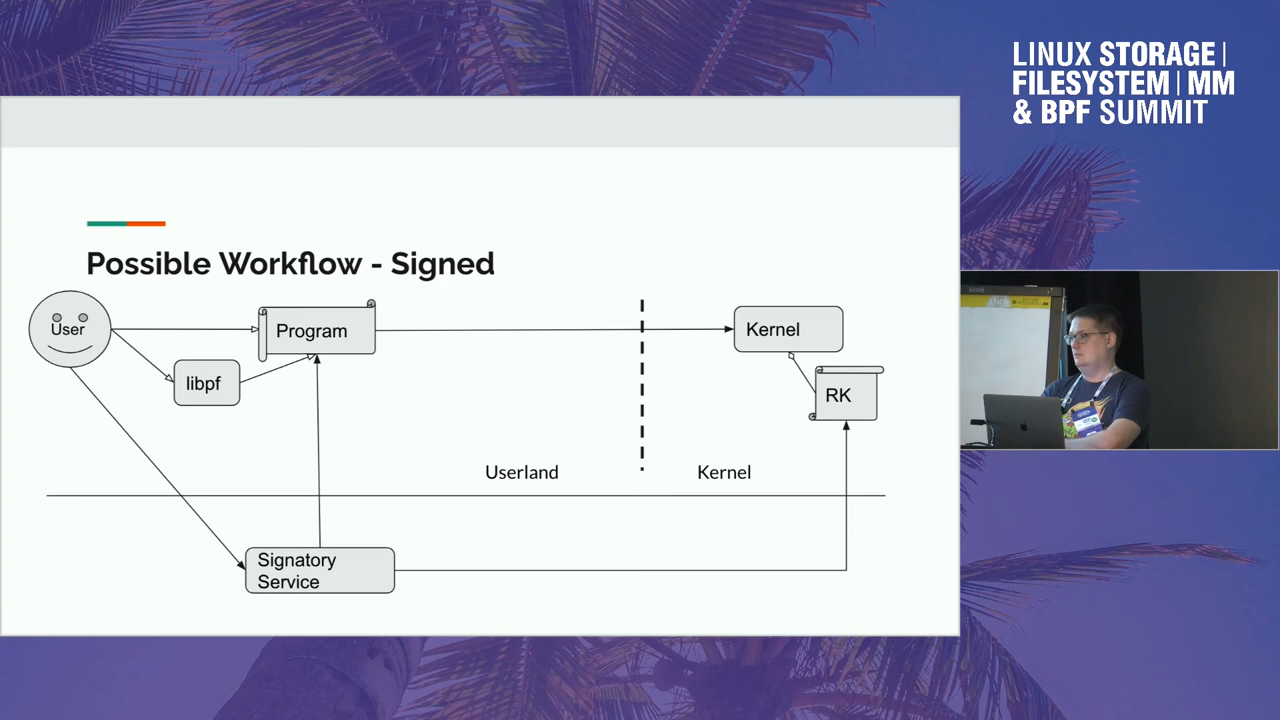 LINUX STORAGE |
FILESYSTEM | MM
& BPF SUMMIT
Possible Workflow - Signed
User
Program
Kernel
libpf
RK
Userland
Kernel
Signatory
Service